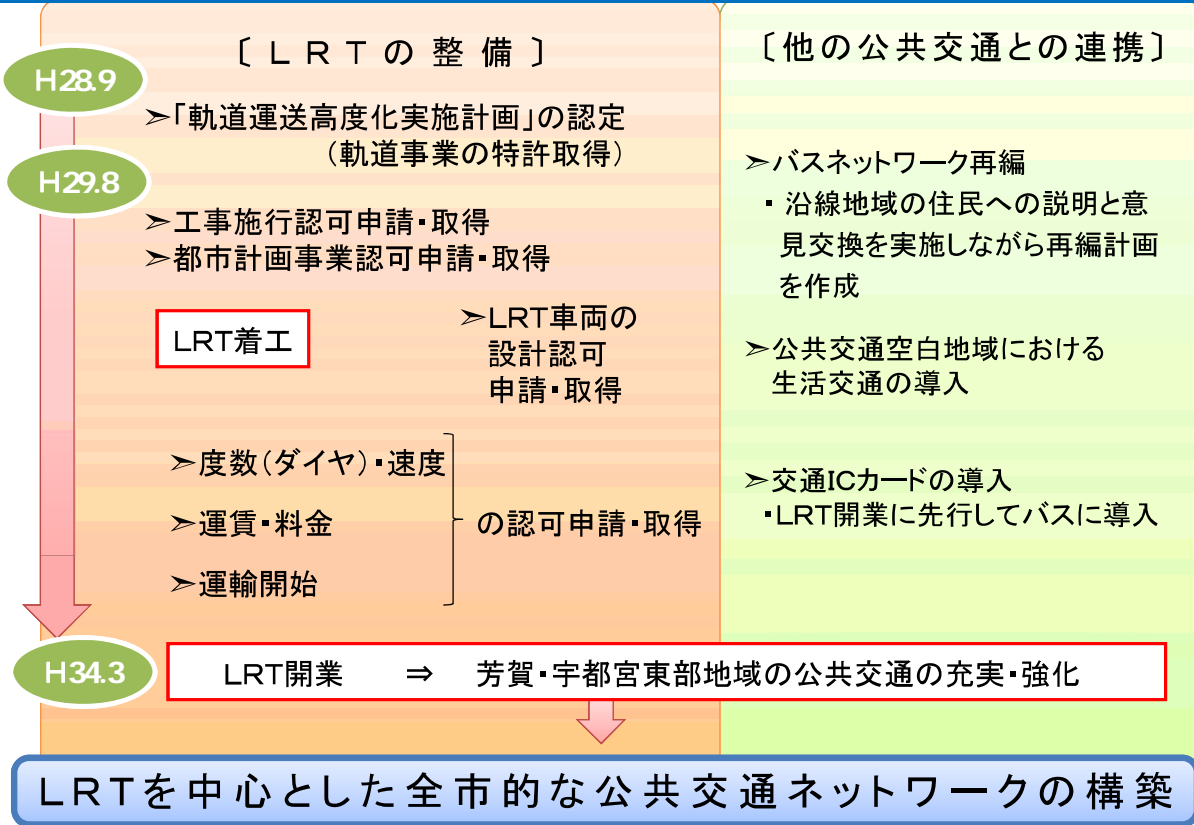 〔ＬＲＴの整備〕
H28.9
➢「軌道運送高度化実施計画」の認定
（軌道事業の特許取得）
H29.8
➢工事施行認可申請・取得
➢都市計画事業認可申請・取得
ＬＲＴ着工
➢ＬＲＴ車両の
設計認可
申請・取得
➢度数（ダイヤ）・速度
➢運賃・料金
の認可申請・取得
➢運輸開始
〔他の公共交通との連携〕
➢バスネットワーク再編
・沿線地域の住民への説明と意
見交換を実施しながら再編計画
を作成
➢公共交通空白地域における
生活交通の導入
➢交通ICカードの導入
・LRT開業に先行してバスに導入
H34.3
ＬＲＴ開業　⇒　芳賀・宇都宮東部地域の公共交通の充実・強化
ＬＲＴを中心とした全市的な公共交通ネットワークの構築